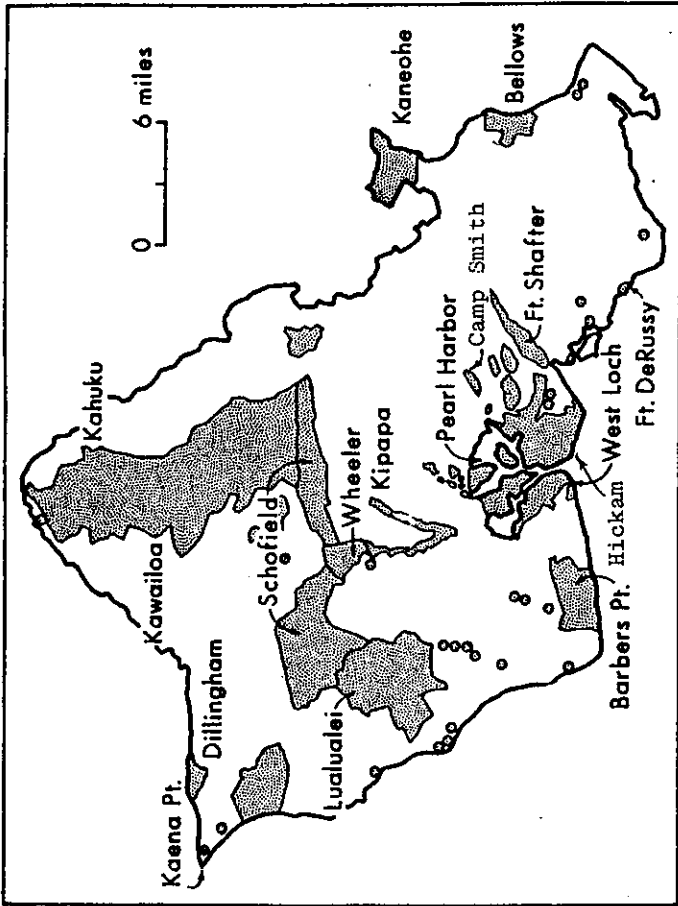 6 miles
0
Kaneohe
Bellows
Kahuku
Kawailoa
Dillingham
Kaena Pt.
Schofield
Wheeler
Kipapa
Lualualei
Pearl Harbor
Camp Smith
Ft. Shafter
Ft. DeRussy
West Loch
Hickam
Barbers Pt.